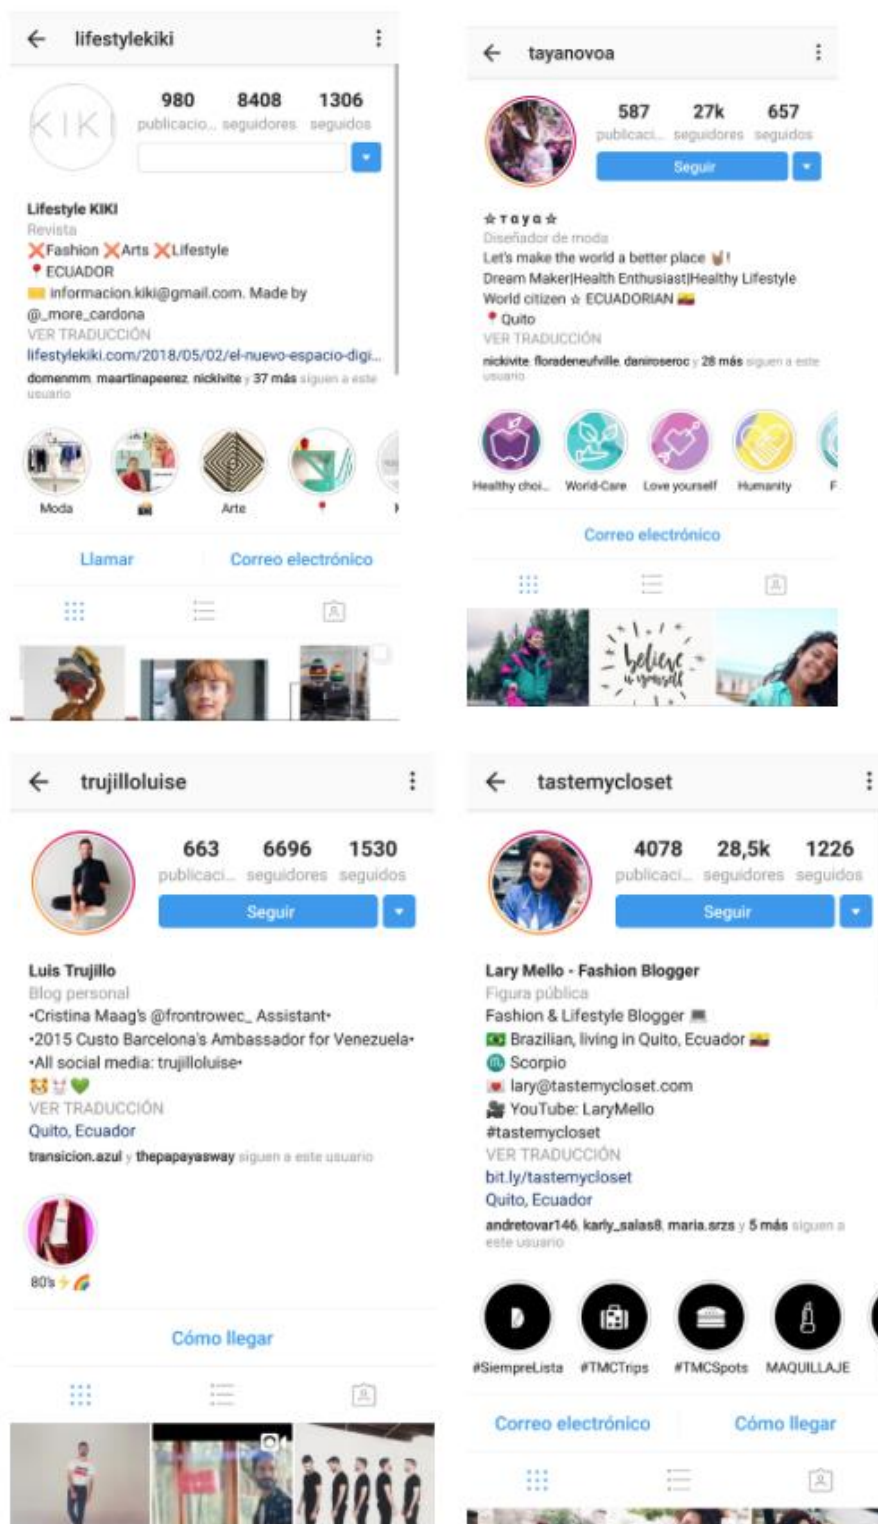 lifestylekiki
KIKI
980 8408 1306
publicacio... seguidores seguidos
Lifestyle KIKI
Revista
❌Fashion ❌Arts ❌Lifestyle
📍ECUADOR
✉️ informacion.kiki@gmail.com. Made by
@_more_cardona
VER TRADUCCIÓN
lifestylekiki.com/2018/05/02/el-nuevo-espacio-digi...
domenmm, maartinapeerez, nickivite y 37 más siguen a este
usuario
Moda 📸 Arte 📍
Llamar Correo electrónico
tayanovoa
587 27k 657
publicaci... seguidores seguidos
Seguir
☆ т α y α ☆
Diseñador de moda
Let's make the world a better place 🤟🏽!
Dream Maker|Health Enthusiast|Healthy Lifestyle
World citizen ☆ ECUADORIAN 🇪🇨
📍 Quito
VER TRADUCCIÓN
nickivite, floradeneufville, daniroseroc y 28 más siguen a este
usuario
Healthy choi... World-Care Love yourself Humanity F
Correo electrónico
believe
in yourself
trujilloluise
663 6696 1530
publicaci... seguidores seguidos
Seguir
Luis Trujillo
Blog personal
•Cristina Maag's @frontrowec_ Assistant•
•2015 Custo Barcelona's Ambassador for Venezuela•
•All social media: trujilloluise•
🐯🐰💚
VER TRADUCCIÓN
Quito, Ecuador
transicion.azul y thepapayasway siguen a este usuario
80's⚡🌈
Cómo llegar
tastemycloset
4078 28,5k 1226
publicaci... seguidores seguidos
Seguir
Lary Mello - Fashion Blogger
Figura pública
Fashion & Lifestyle Blogger 💻
🇧🇷 Brazilian, living in Quito, Ecuador 🇪🇨
♏ Scorpio
💌 lary@tastemycloset.com
🎥 YouTube: LaryMello
#tastemycloset
VER TRADUCCIÓN
bit.ly/tastemycloset
Quito, Ecuador
andretovar146, karly_salas8, maria.srzs y 5 más siguen a
este usuario
#SiempreLista #TMCTrips #TMCSpots MAQUILLAJE
Correo electrónico Cómo llegar